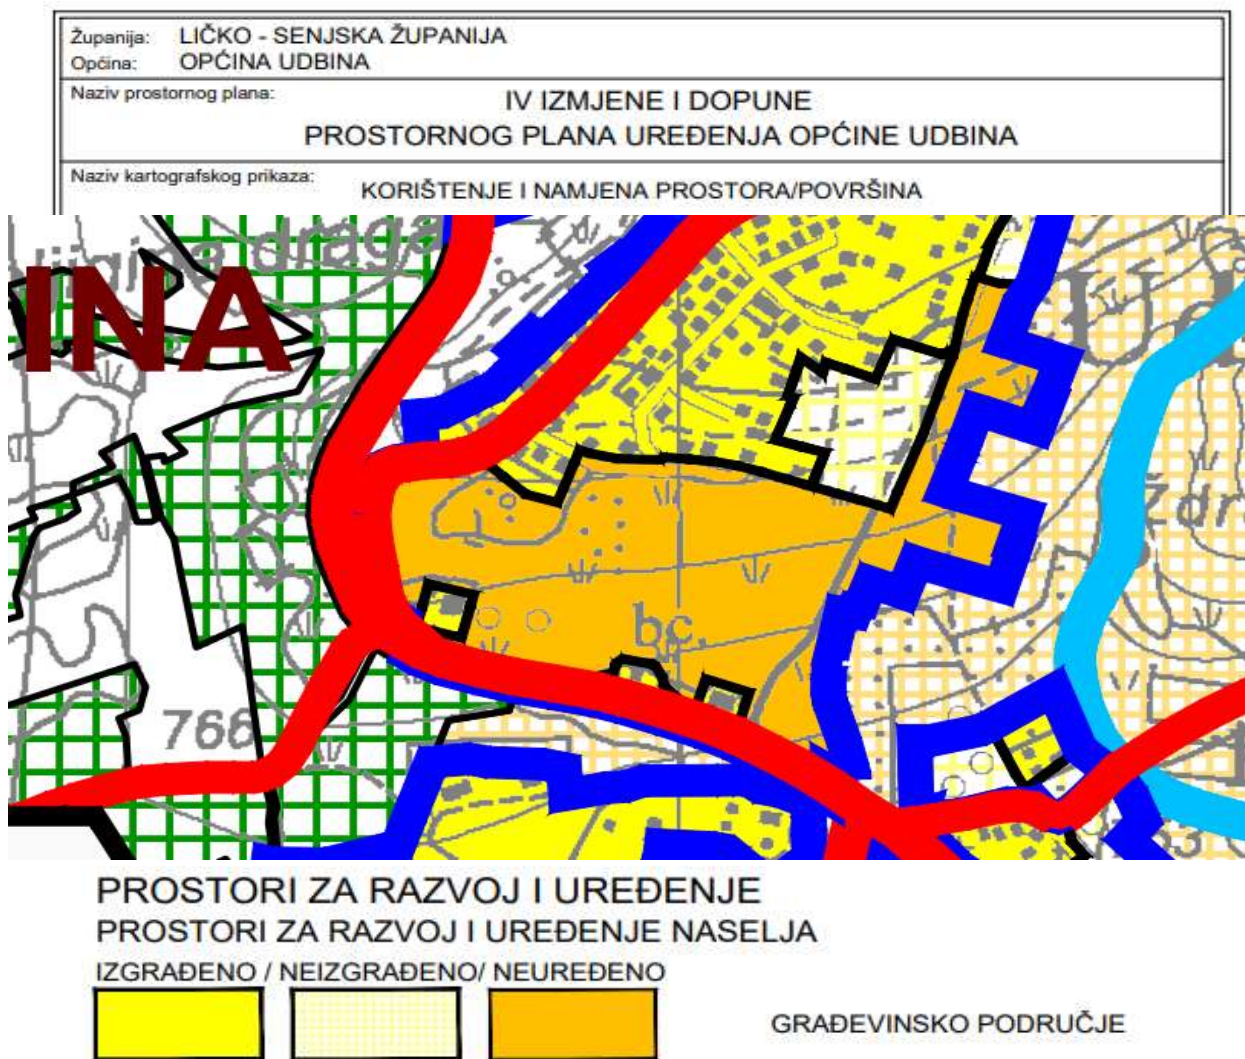 Županija: LIČKO - SENJSKA ŽUPANIJA
Općina: OPĆINA UDBINA
Naziv prostornog plana:
IV IZMJENE I DOPUNE
PROSTORNOG PLANA UREĐENJA OPĆINE UDBINA
Naziv kartografskog prikaza:
KORIŠTENJE I NAMJENA PROSTORA/POVRŠINA
draga
INA
bc.
766
PROSTORI ZA RAZVOJ I UREĐENJE
PROSTORI ZA RAZVOJ I UREĐENJE NASELJA
IZGRAĐENO / NEIZGRAĐENO/ NEUREĐENO
GRAĐEVINSKO PODRUČJE